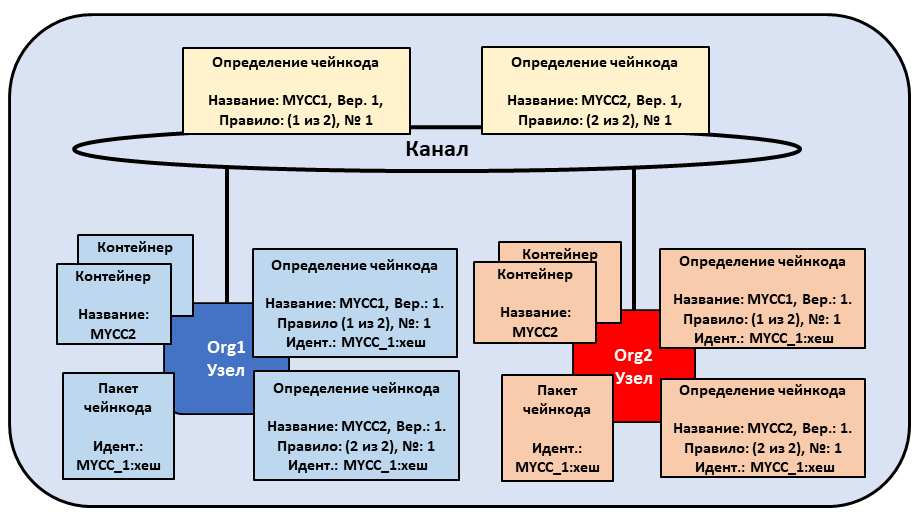 Определение чейнкода
Название: MYCC1, Вер. 1,
Правило: (1 из 2), № 1
Определение чейнкода
Название: MYCC2, Вер. 1,
Правило: (2 из 2), № 1
Канал
Контейнер
Контейнер
Название:
MYCC2
Определение чейнкода
Название: MYCC1, Вер.: 1.
Правило (1 из 2), №: 1
Идент.: MYCC_1:хеш
Org1
Узел
Пакет
чейнкода
Идент.:
MYCC_1:хеш
Определение чейнкода
Название: MYCC2, Вер.: 1.
Правило: (2 из 2), №: 1
Идент.: MYCC_1:хеш
Контейнер
Контейнер
Название:
MYCC2
Определение чейнкода
Название: MYCC1, Вер.: 1.
Правило: (1 из 2), №: 1
Идент.: MYCC_1:хеш
Org2
Узел
Пакет
чейнкода
Идент.:
MYCC_1:хеш
Определение чейнкода
Название: MYCC2, Вер.: 1.
Правило: (2 из 2), №: 1
Идент.: MYCC_1:хеш